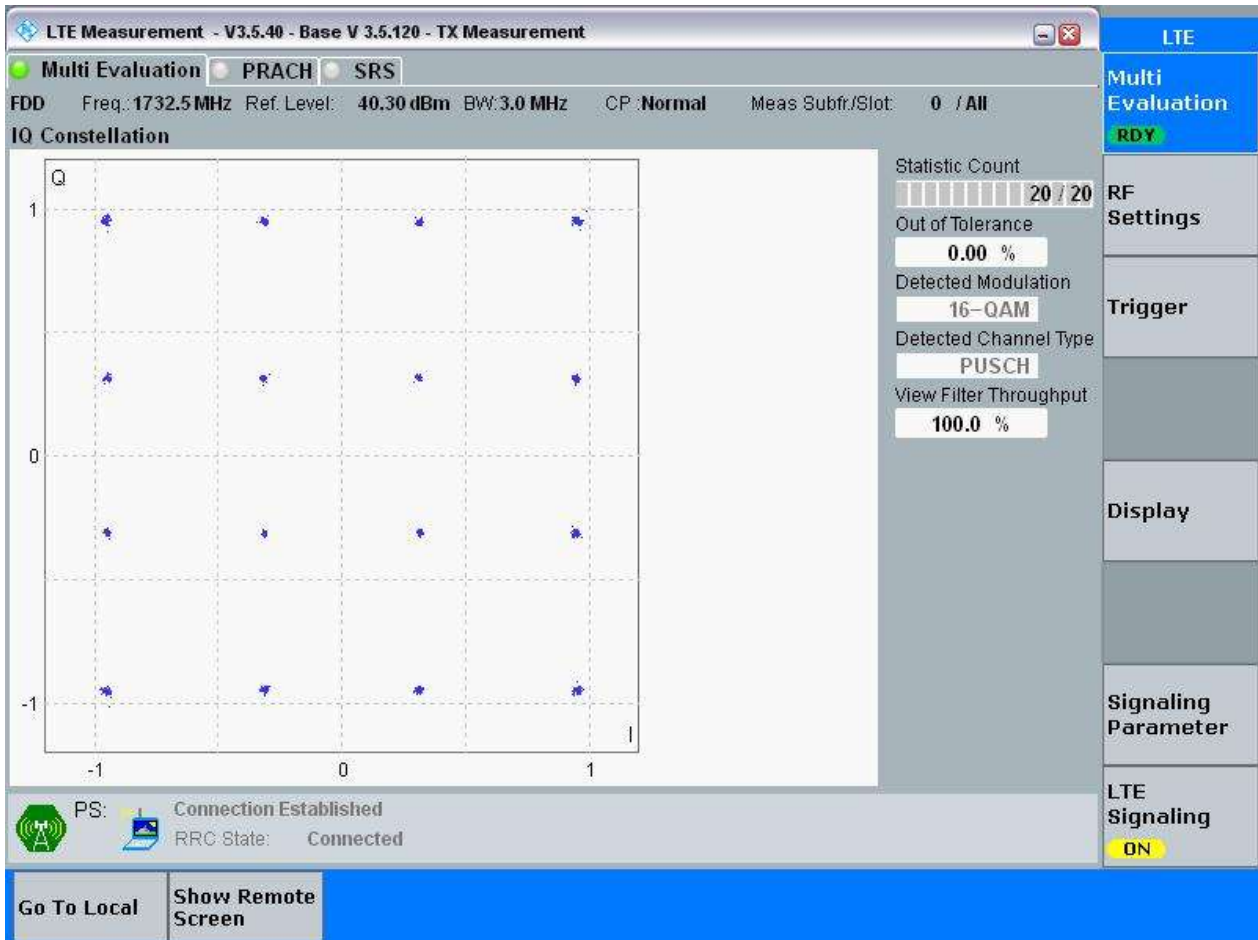 LTE Measurement - V3.5.40 - Base V 3.5.120 - TX Measurement
Multi Evaluation PRACH SRS
FDD Freq.: 1732.5 MHz Ref. Level: 40.30 dBm BW: 3.0 MHz CP : Normal Meas Subfr./Slot: 0 / All
IQ Constellation
Q
1
0
-1
I
-1 0 1
Statistic Count
20 / 20
Out of Tolerance
0.00 %
Detected Modulation
16-QAM
Detected Channel Type
PUSCH
View Filter Throughput
100.0 %
PS: Connection Established
RRC State: Connected
LTE
Multi
Evaluation
RDY
RF
Settings
Trigger
Display
Signaling
Parameter
LTE
Signaling
ON
Go To Local
Show Remote
Screen